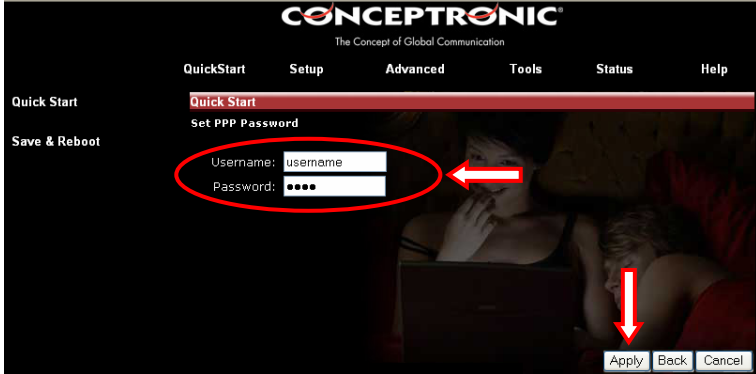 CONCEPTRONIC®
The Concept of Global Communication
QuickStart Setup Advanced Tools Status Help
Quick Start
Save & Reboot
Quick Start
Set PPP Password
Username: username
Password: ●●●●
Apply Back Cancel